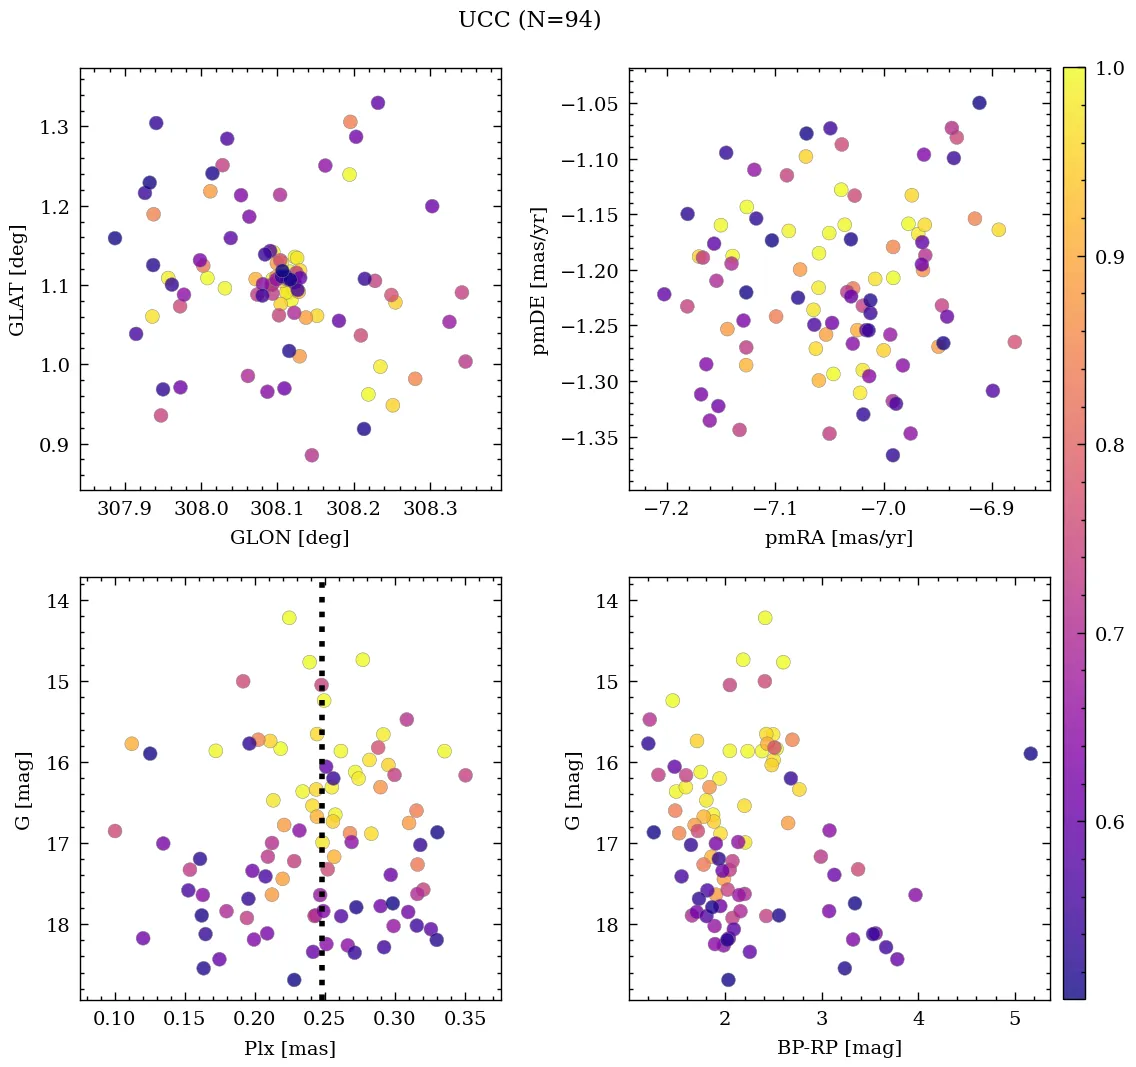 UCC (N=94)
1.3
1.2
1.1
1.0
0.9
GLAT [deg]
307.9 308.0 308.1 308.2 308.3
GLON [deg]
−1.05
−1.10
−1.15
−1.20
−1.25
−1.30
−1.35
pmDE [mas/yr]
−7.2 −7.1 −7.0 −6.9
pmRA [mas/yr]
1.0
0.9
0.8
0.7
0.6
14
15
16
17
18
G [mag]
0.10 0.15 0.20 0.25 0.30 0.35
Plx [mas]
14
15
16
17
18
G [mag]
2 3 4 5
BP-RP [mag]